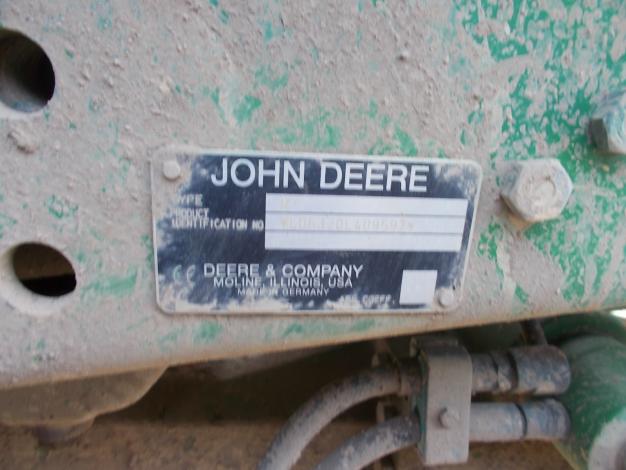 JOHN DEERE
TYPE
PRODUCT
IDENTIFICATION NO
CE DEERE & COMPANY
MOLINE, ILLINOIS, USA
MADE IN GERMANY